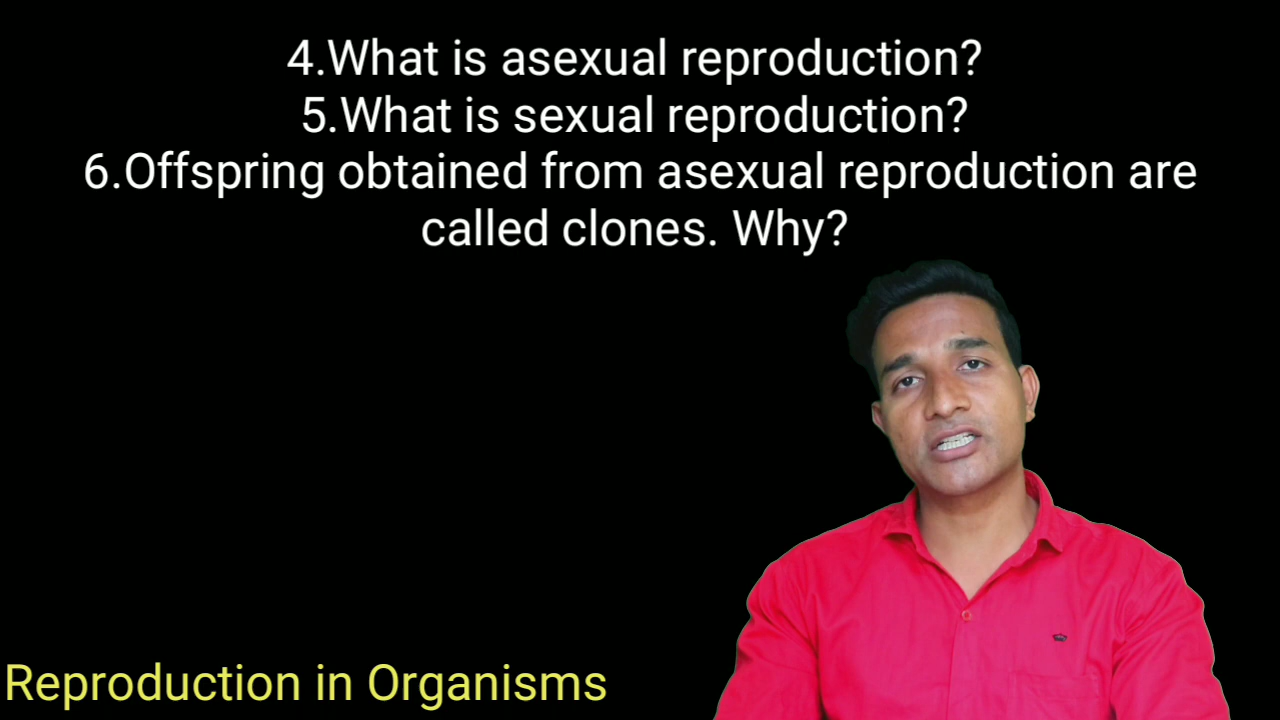 4.What is asexual reproduction?
5.What is sexual reproduction?
6.Offspring obtained from asexual reproduction are
called clones. Why?
Reproduction in Organisms